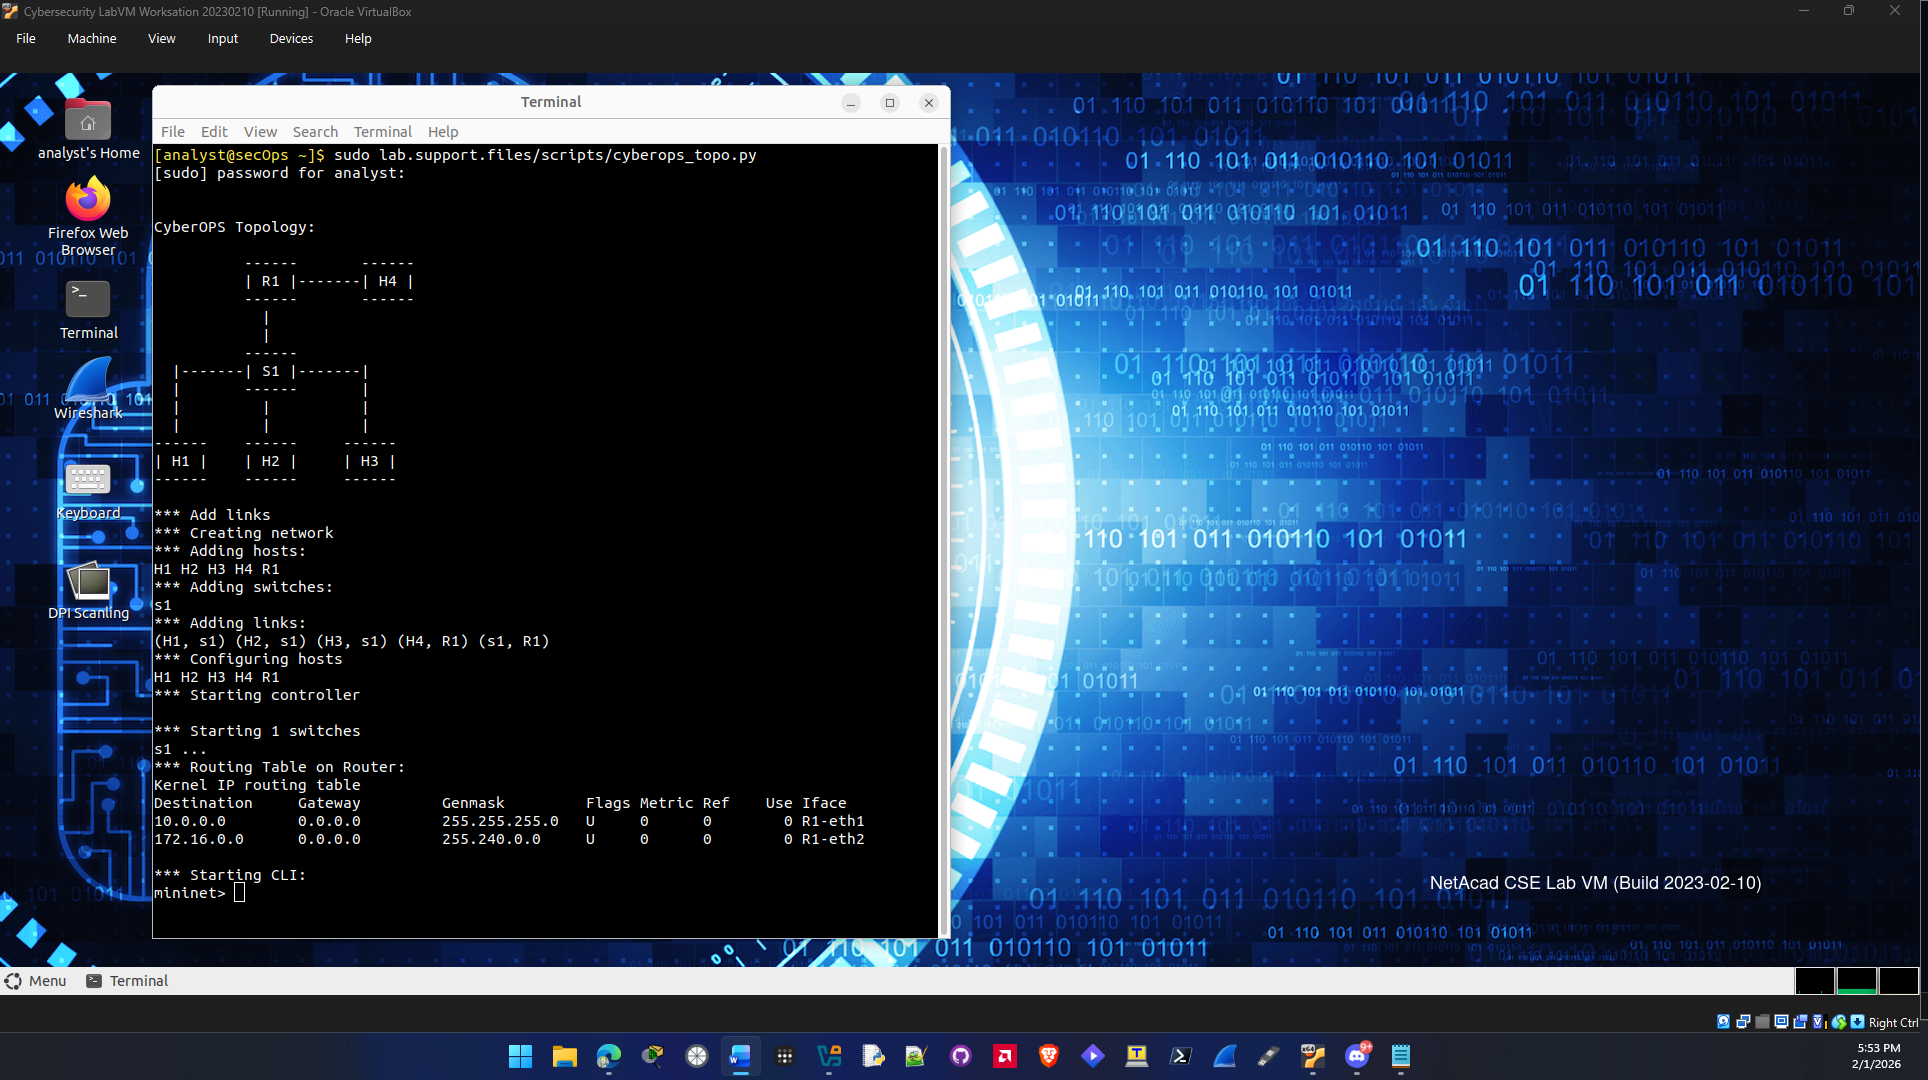 Cybersecurity LabVM Worksation 20230210 [Running] - Oracle VirtualBox
File Machine View Input Devices Help
analyst's Home
Firefox Web
Browser
Terminal
Wireshark
Keyboard
DPI Scanling
Terminal
File Edit View Search Terminal Help
[analyst@secOps ~]$ sudo lab.support.files/scripts/cyberops_topo.py
[sudo] password for analyst:
CyberOPS Topology:
------ ------
| R1 |-------| H4 |
------ ------
|
|
------
|-------| S1 |-------|
| ------ |
| | |
| | |
------ ------ ------
| H1 | | H2 | | H3 |
------ ------ ------
*** Add links
*** Creating network
*** Adding hosts:
H1 H2 H3 H4 R1
*** Adding switches:
s1
*** Adding links:
(H1, s1) (H2, s1) (H3, s1) (H4, R1) (s1, R1)
*** Configuring hosts
H1 H2 H3 H4 R1
*** Starting controller
*** Starting 1 switches
s1 ...
*** Routing Table on Router:
Kernel IP routing table
Destination Gateway Genmask Flags Metric Ref Use Iface
10.0.0.0 0.0.0.0 255.255.255.0 U 0 0 0 R1-eth1
172.16.0.0 0.0.0.0 255.240.0.0 U 0 0 0 R1-eth2
*** Starting CLI:
mininet>
NetAcad CSE Lab VM (Build 2023-02-10)
Menu Terminal
Right Ctrl
5:53 PM
2/1/2026